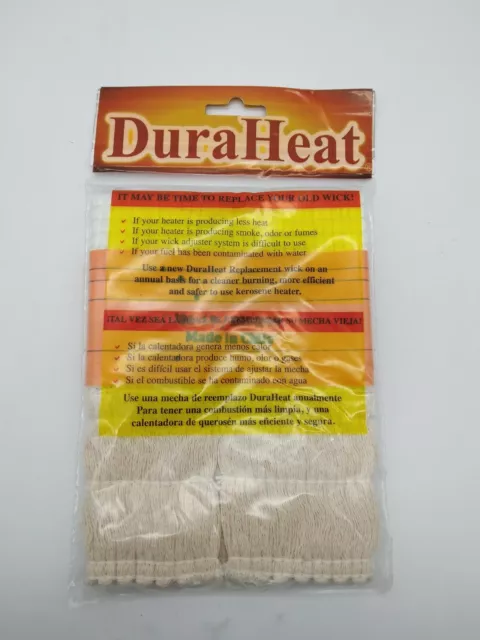 DuraHeat
IT MAY BE TIME TO REPLACE YOUR OLD WICK!
If your heater is producing less heat
If your heater is producing smoke, odor or fumes
If your wick adjuster system is difficult to use
If your fuel has been contaminated with water
Use a new DuraHeat Replacement wick on an
annual basis for a cleaner burning, more efficient
and safer to use kerosene heater.
¡TAL VEZ SEA MECHA VIEJA!
Made in
Si la calentadora genera menos calor
Si la calentadora produce humo, olor o gases
Si es difícil usar el sistema de ajustar la mecha
Si el combustible se ha contaminado con agua
Use una mecha de reemplazo DuraHeat anualmente
Para tener una combustión más limpia, y una
calentadora de querosén más eficiente y segura.